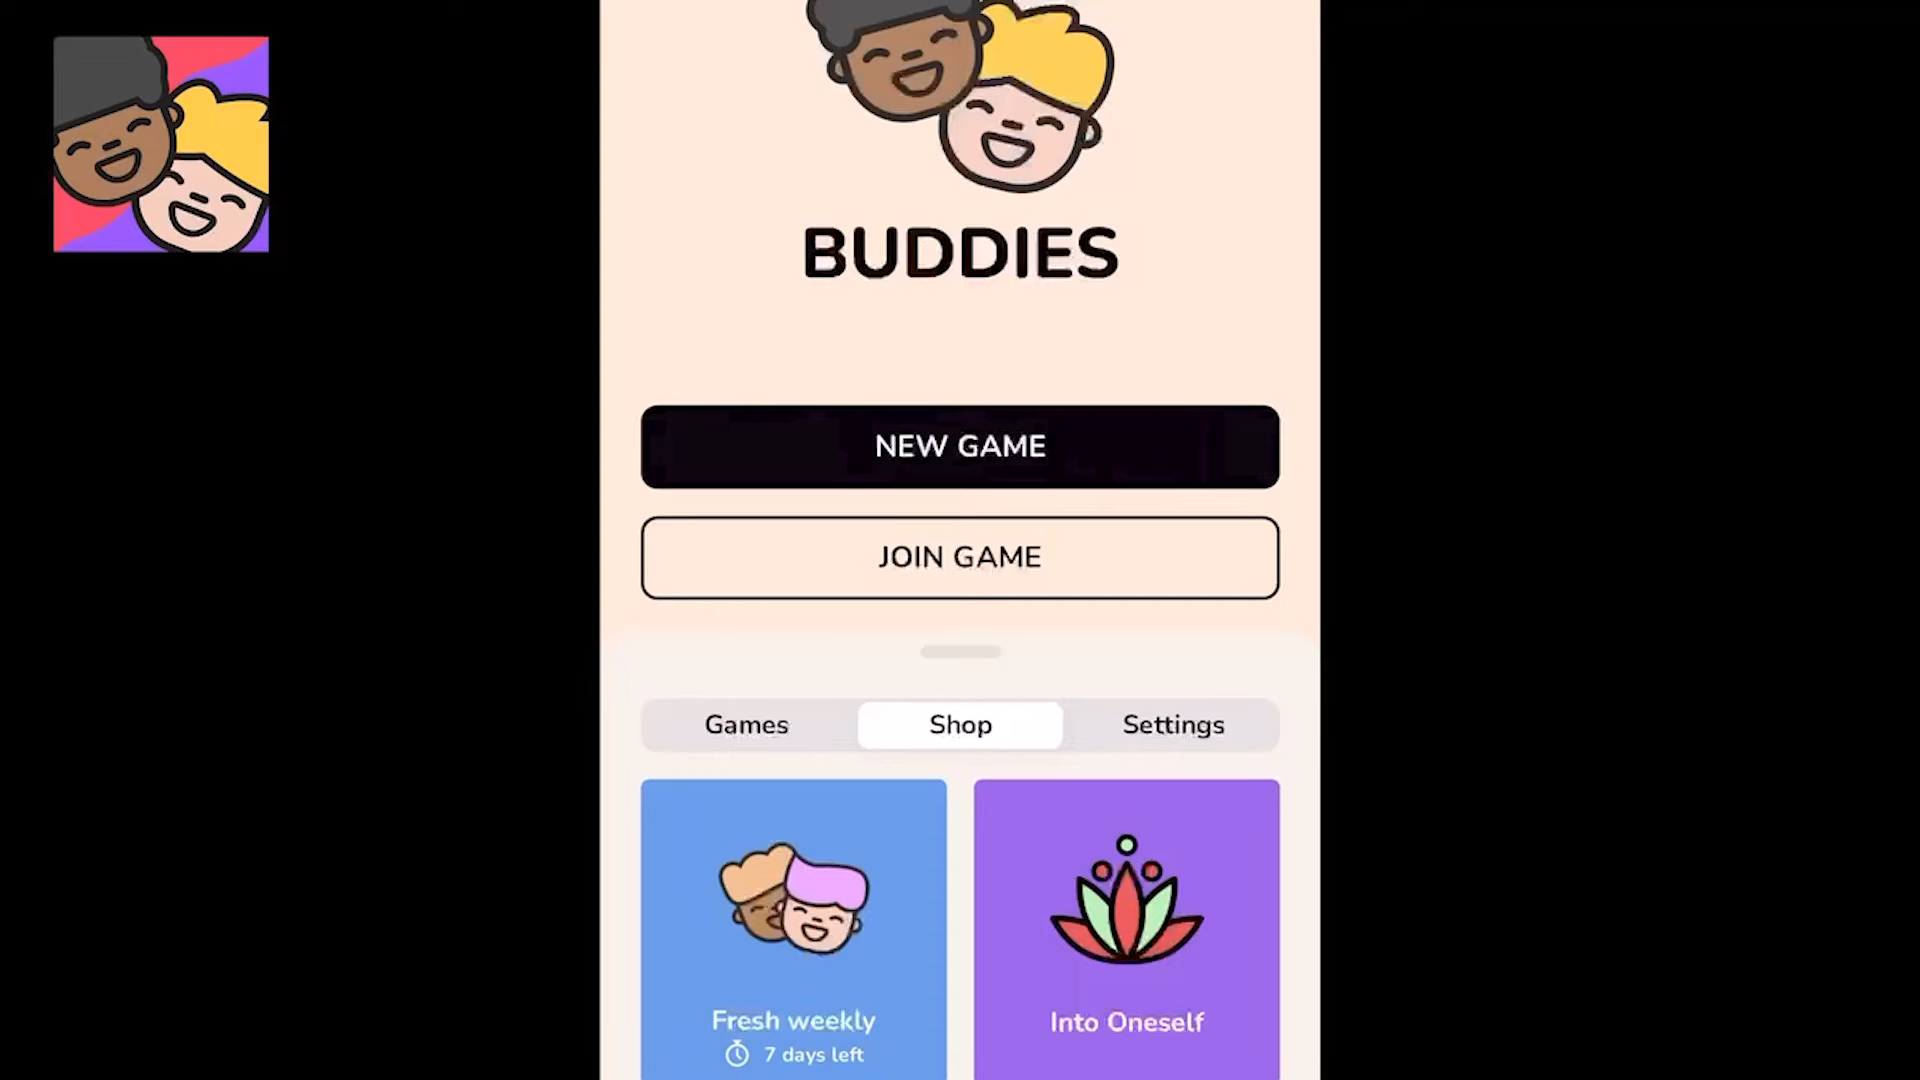 BUDDIES
NEW GAME
JOIN GAME
Games
Shop
Settings
Fresh weekly
7 days left
Into Oneself